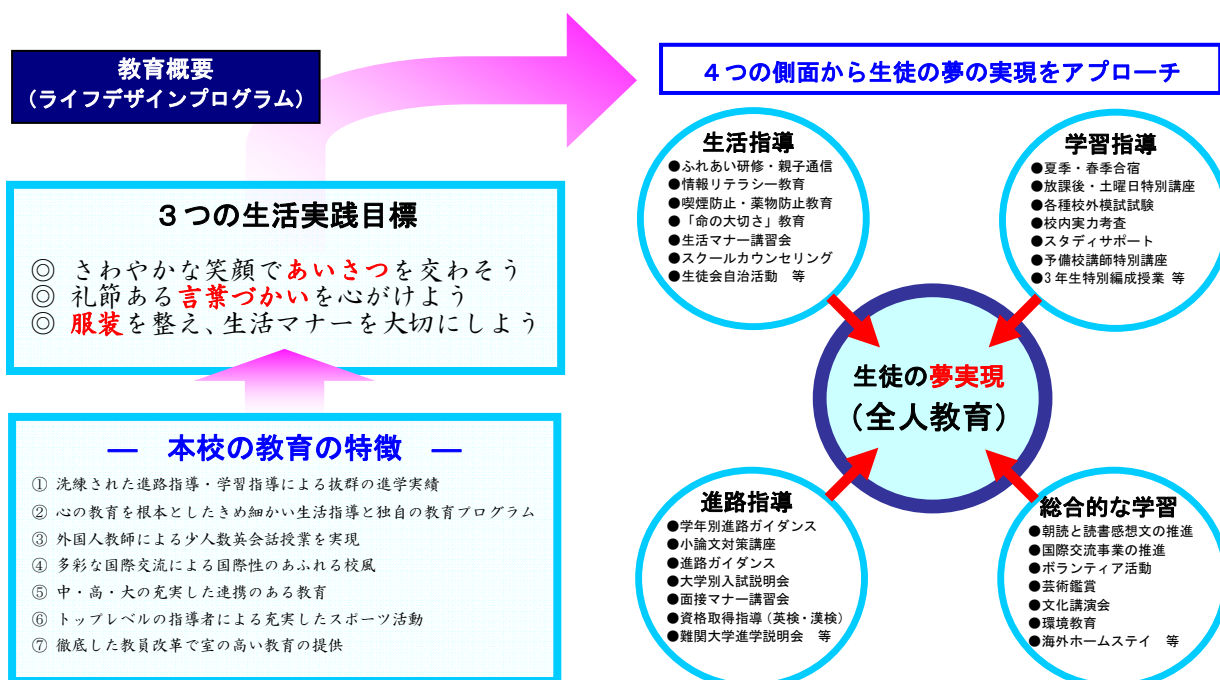 教育概要
（ライフデザインプログラム）
３つの生活実践目標
◎ さわやかな笑顔であいさつを交わそう
◎ 礼節ある言葉づかいを心がけよう
◎ 服装を整え、生活マナーを大切にしよう
― 本校の教育の特徴 ―
① 洗練された進路指導・学習指導による抜群の進学実績
② 心の教育を根本としたきめ細かい生活指導と独自の教育プログラム
③ 外国人教師による少人数英会話授業を実現
④ 多彩な国際交流による国際性のあふれる校風
⑤ 中・高・大の充実した連携のある教育
⑥ トップレベルの指導者による充実したスポーツ活動
⑦ 徹底した教員改革で室の高い教育の提供
４つの側面から生徒の夢の実現をアプローチ
生活指導
●ふれあい研修・親子通信
●情報リテラシー教育
●喫煙防止・薬物防止教育
●「命の大切さ」教育
●生活マナー講習会
●スクールカウンセリング
●生徒会自治活動 等
学習指導
●夏季・春季合宿
●放課後・土曜日特別講座
●各種校外模試試験
●校内実力考査
●スタディサポート
●予備校講師特別講座
●3年生特別編成授業 等
生徒の夢実現
（全人教育）
進路指導
●学年別進路ガイダンス
●小論文対策講座
●進路ガイダンス
●大学別入試説明会
●面接マナー講習会
●資格取得指導（英検・漢検）
●難関大学進学説明会 等
総合的な学習
●朝読と読書感想文の推進
●国際交流事業の推進
●ボランティア活動
●芸術鑑賞
●文化講演会
●環境教育
●海外ホームステイ 等